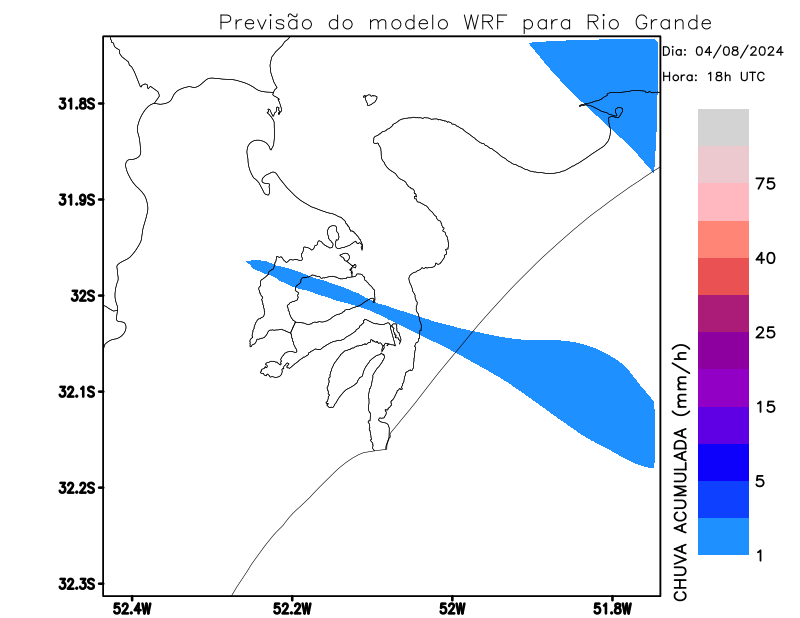 Previsão do modelo WRF para Rio Grande
Dia: 04/08/2024
Hora: 18h UTC
31.8S
31.9S
32S
32.1S
32.2S
32.3S
52.4W
52.2W
52W
51.8W
75
40
25
15
5
1
CHUVA ACUMULADA (mm/h)